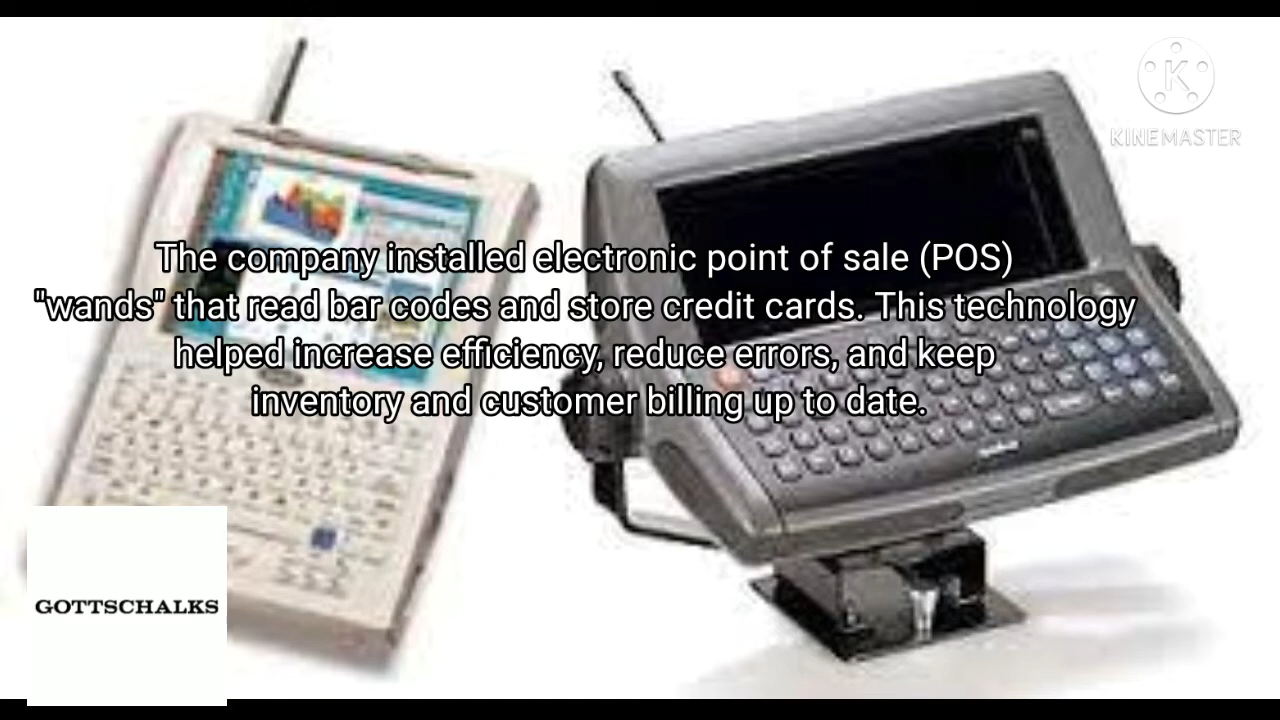 KINEMASTER
The company installed electronic point of sale (POS)
"wands" that read bar codes and store credit cards. This technology
helped increase efficiency, reduce errors, and keep
inventory and customer billing up to date.
GOTTSCHALKS